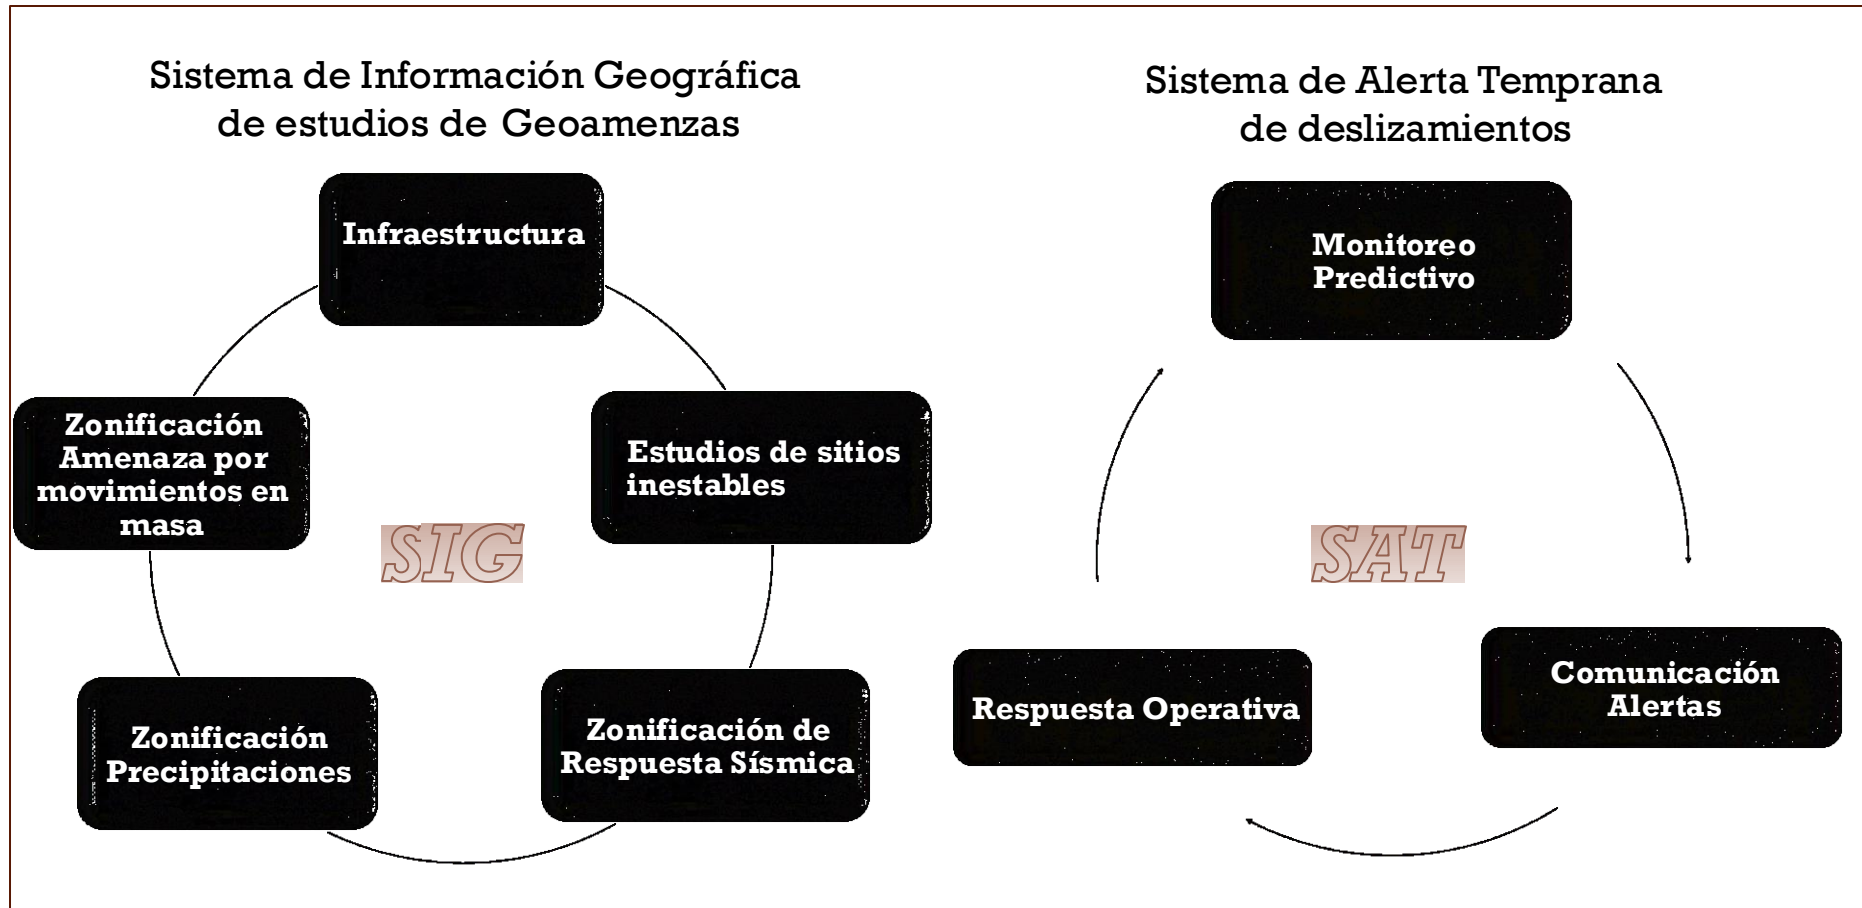 Sistema de Información Geográfica
de estudios de Geoamenzas
Infraestructura
Estudios de sitios
inestables
Zonificación de
Respuesta Sísmica
Zonificación
Precipitaciones
Zonificación
Amenaza por
movimientos en
masa
SIG
Sistema de Alerta Temprana
de deslizamientos
Monitoreo
Predictivo
Comunicación
Alertas
Respuesta Operativa
SAT